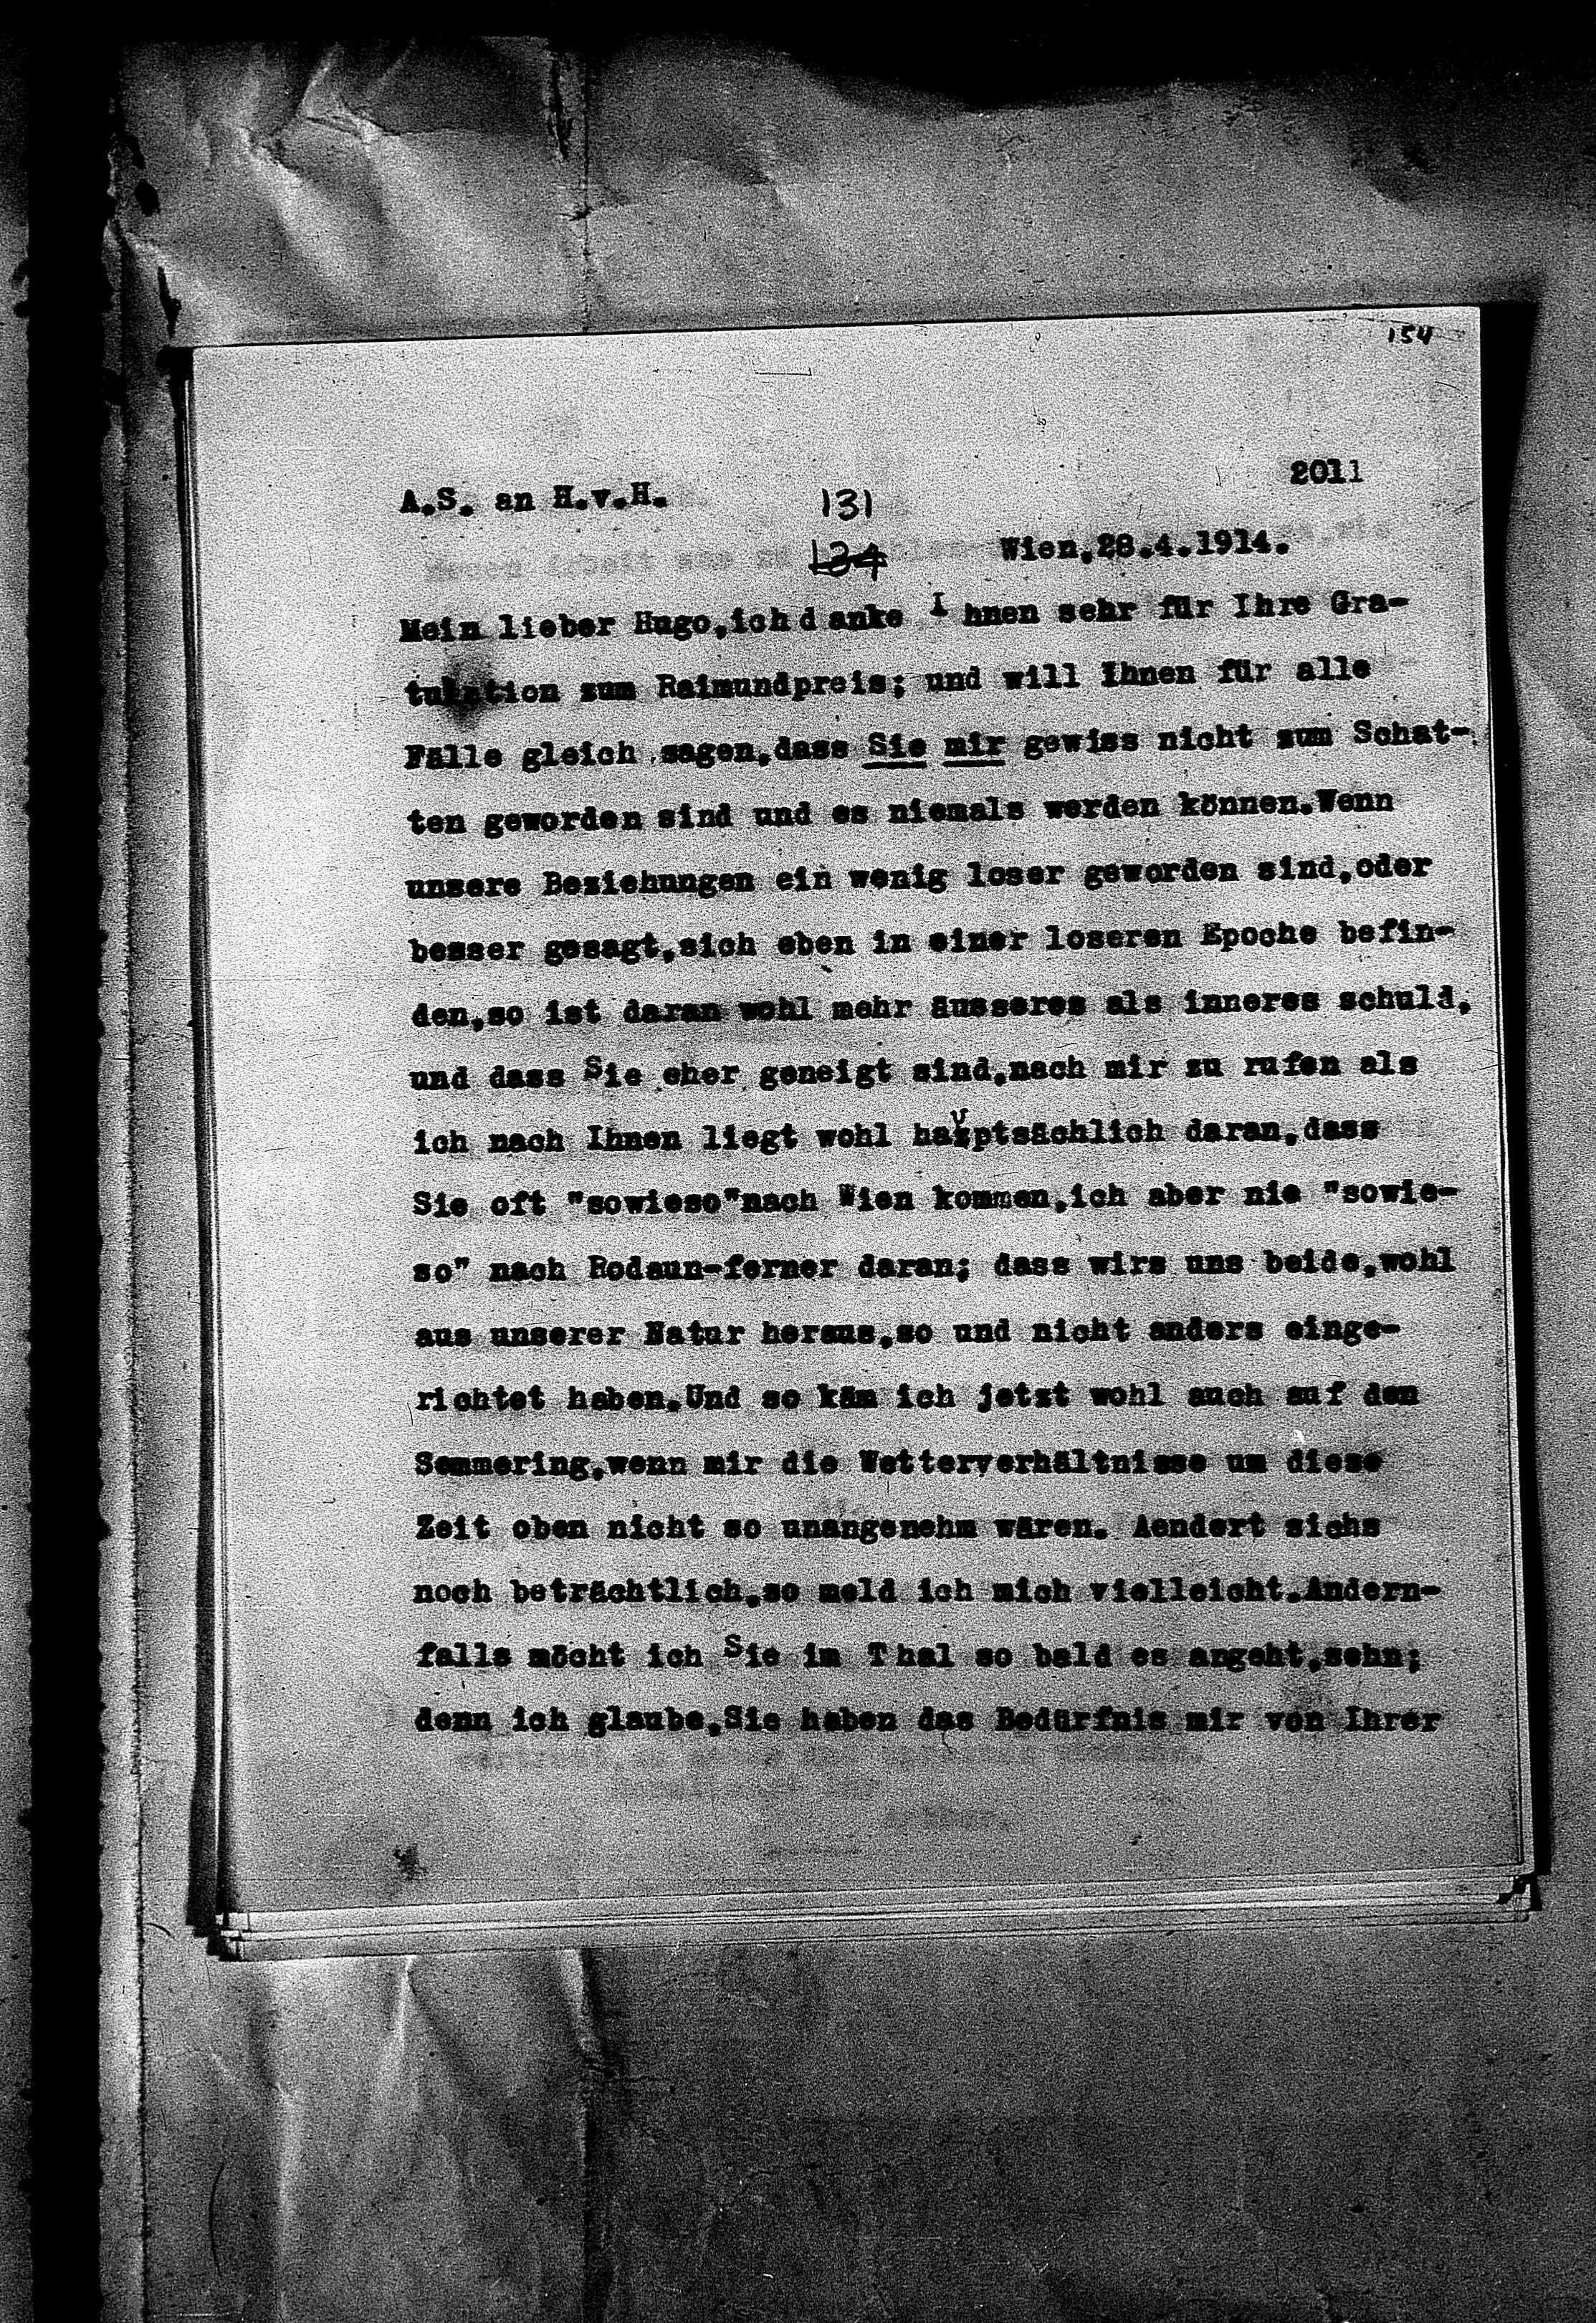 154
2011
A.S. an H.v.H.
131
134
Wien,28.4.1914.
Mein lieber Hugo,ich danke Ihnen sehr für Ihre Gra-
tulation zum Raimundpreis; und will Ihnen für alle
Fälle gleich sagen,dass Sie mir gewiss nicht zum Schat-
ten geworden sind und es niemals werden können.Wenn
unsere Beziehungen ein wenig loser geworden sind,oder
besser gesagt,sich eben in einer loseren Epoche befin-
den,so ist daran wohl mehr äusseres als inneres schuld,
und dass Sie eher geneigt sind,nach mir zu rufen als
ich nach Ihnen liegt wohl hauptsächlich daran,dass
Sie oft "sowieso"nach Wien kommen,ich aber nie "sowie-
so" nach Rodaun-ferner daran; dass wirs uns beide,wohl
aus unserer Natur heraus,so und nicht anders einge-
richtet haben.Und so käm ich jetzt wohl auch auf den
Semmering,wenn mir die Wetterverhältnisse um diese
Zeit oben nicht so unangenehm wären. Aendert sichs
noch beträchtlich,so meld ich mich vielleicht.Andern-
falls möcht ich Sie im Thal so bald es angeht,sehn;
denn ich glaube,Sie haben das Bedürfnis mir von Ihrer